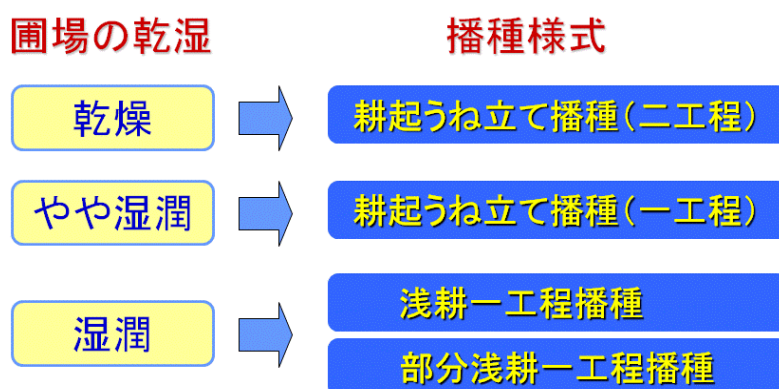 圃場の乾湿 播種様式
乾燥 耕起うね立て播種(二工程)
やや湿潤 耕起うね立て播種(一工程)
浅耕一工程播種
湿潤
部分浅耕一工程播種